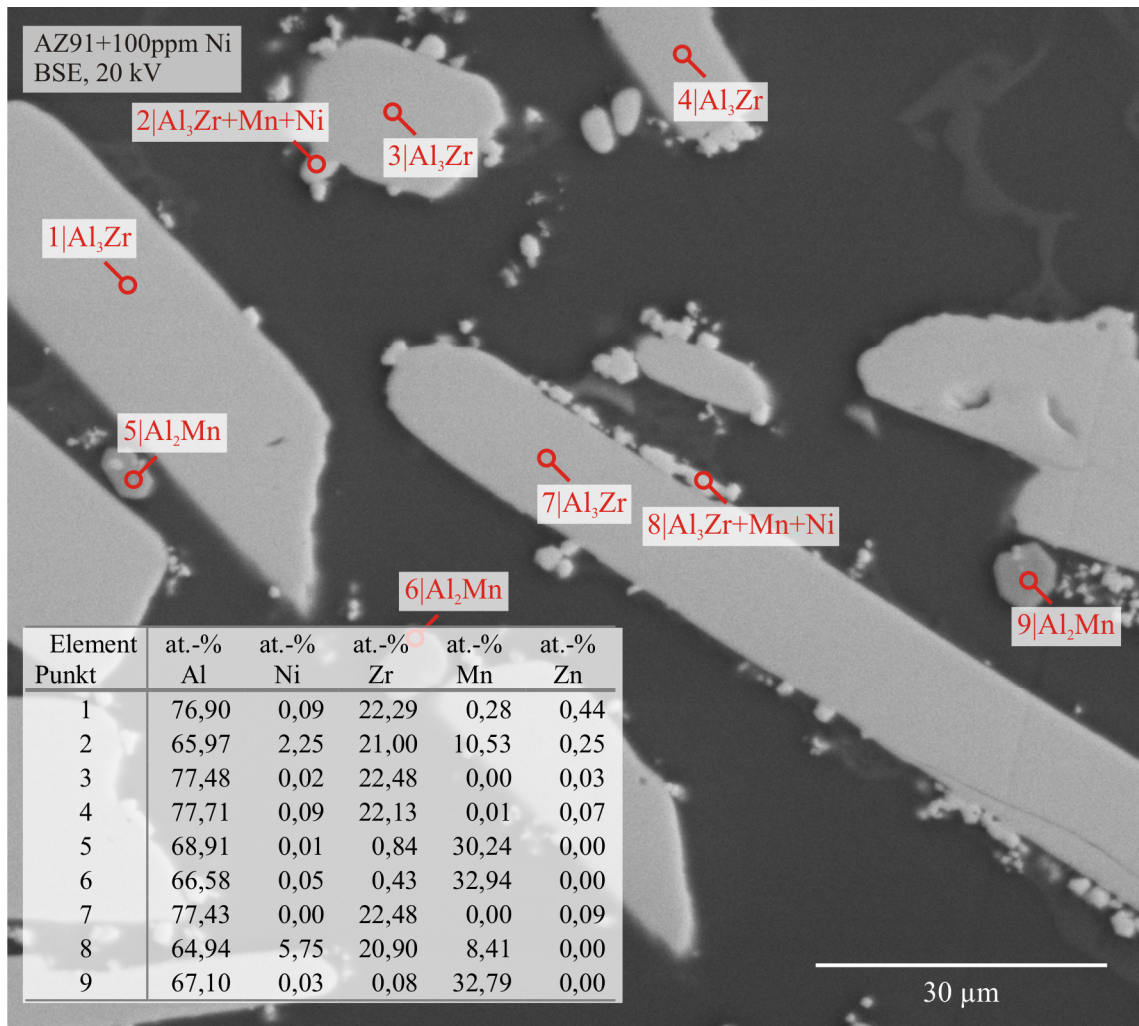 AZ91+100ppm Ni
BSE, 20 kV
4|Al₃Zr
2|Al₃Zr+Mn+Ni
3|Al₃Zr
1|Al₃Zr
5|Al₂Mn
7|Al₃Zr
8|Al₃Zr+Mn+Ni
6|Al₂Mn
9|Al₂Mn
Element at.-% at.-% at.-% at.-% at.-%
Punkt Al Ni Zr Mn Zn
1 76,90 0,09 22,29 0,28 0,44
2 65,97 2,25 21,00 10,53 0,25
3 77,48 0,02 22,48 0,00 0,03
4 77,71 0,09 22,13 0,01 0,07
5 68,91 0,01 0,84 30,24 0,00
6 66,58 0,05 0,43 32,94 0,00
7 77,43 0,00 22,48 0,00 0,09
8 64,94 5,75 20,90 8,41 0,00
9 67,10 0,03 0,08 32,79 0,00
30 µm